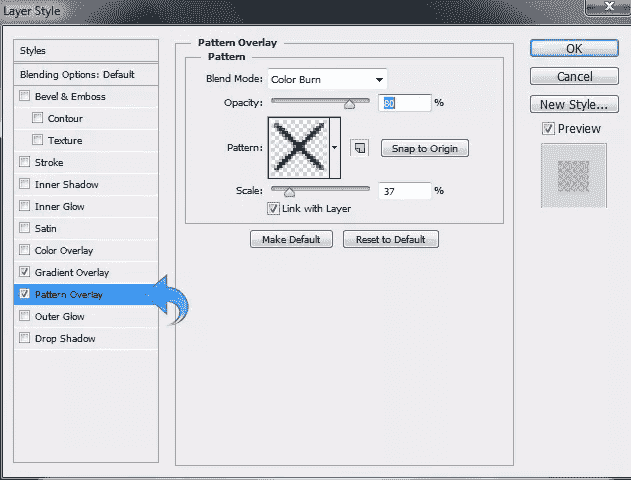 Layer Style
Styles
Blending Options: Default
Bevel & Emboss
Contour
Texture
Stroke
Inner Shadow
Inner Glow
Satin
Color Overlay
Gradient Overlay
Pattern Overlay
Outer Glow
Drop Shadow
Pattern Overlay
Pattern
Blend Mode: Color Burn
Opacity: 80 %
Pattern: Snap to Origin
Scale: 37 %
Link with Layer
Make Default Reset to Default
OK
Cancel
New Style...
Preview